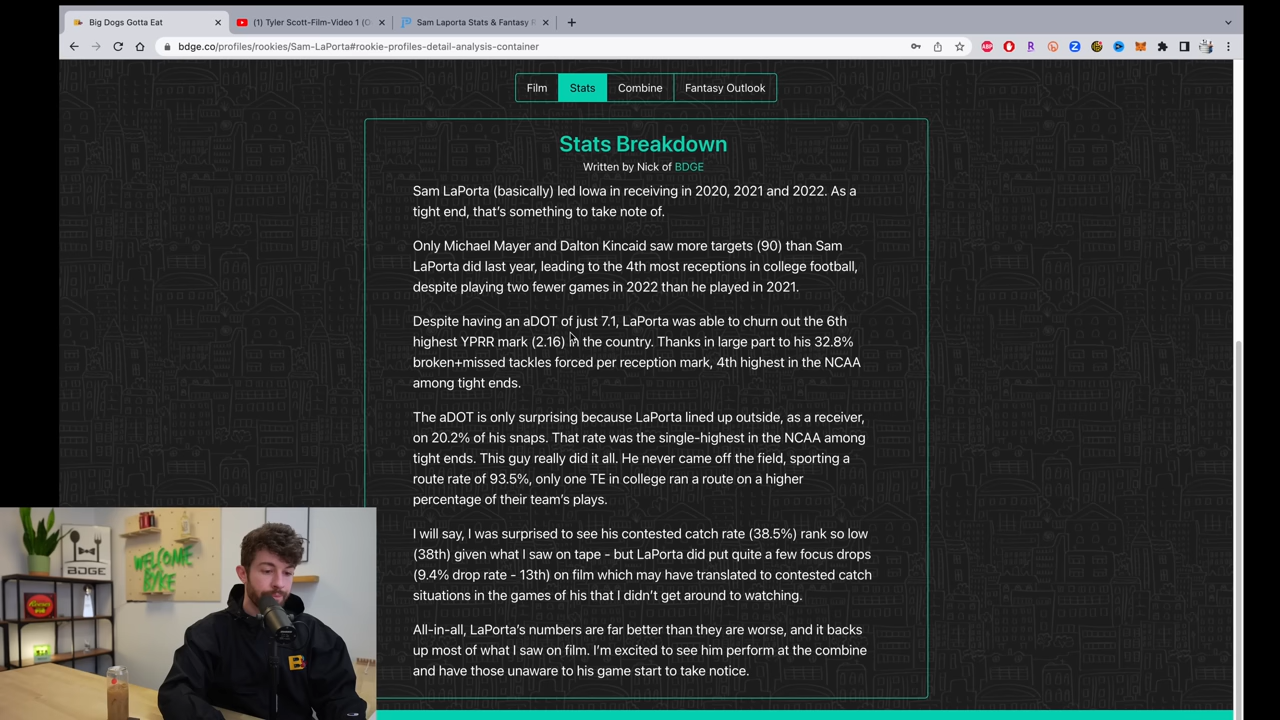 Big Dogs Gotta Eat
(1) Tyler Scott-Film-Video 1 (O
Sam Laporta Stats & Fantasy R
bdge.co/profiles/rookies/Sam-LaPorta#rookie-profiles-detail-analysis-container
Film
Stats
Combine
Fantasy Outlook
Stats Breakdown
Written by Nick of BDGE
Sam LaPorta (basically) led Iowa in receiving in 2020, 2021 and 2022. As a
tight end, that's something to take note of.
Only Michael Mayer and Dalton Kincaid saw more targets (90) than Sam
LaPorta did last year, leading to the 4th most receptions in college football,
despite playing two fewer games in 2022 than he played in 2021.
Despite having an aDOT of just 7.1, LaPorta was able to churn out the 6th
highest YPRR mark (2.16) in the country. Thanks in large part to his 32.8%
broken+missed tackles forced per reception mark, 4th highest in the NCAA
among tight ends.
The aDOT is only surprising because LaPorta lined up outside, as a receiver,
on 20.2% of his snaps. That rate was the single-highest in the NCAA among
tight ends. This guy really did it all. He never came off the field, sporting a
route rate of 93.5%, only one TE in college ran a route on a higher
percentage of their team's plays.
I will say, I was surprised to see his contested catch rate (38.5%) rank so low
(38th) given what I saw on tape - but LaPorta did put quite a few focus drops
(9.4% drop rate - 13th) on film which may have translated to contested catch
situations in the games of his that I didn't get around to watching.
All-in-all, LaPorta's numbers are far better than they are worse, and it backs
up most of what I saw on film. I'm excited to see him perform at the combine
and have those unaware to his game start to take notice.
BDGE
WELCOME
B